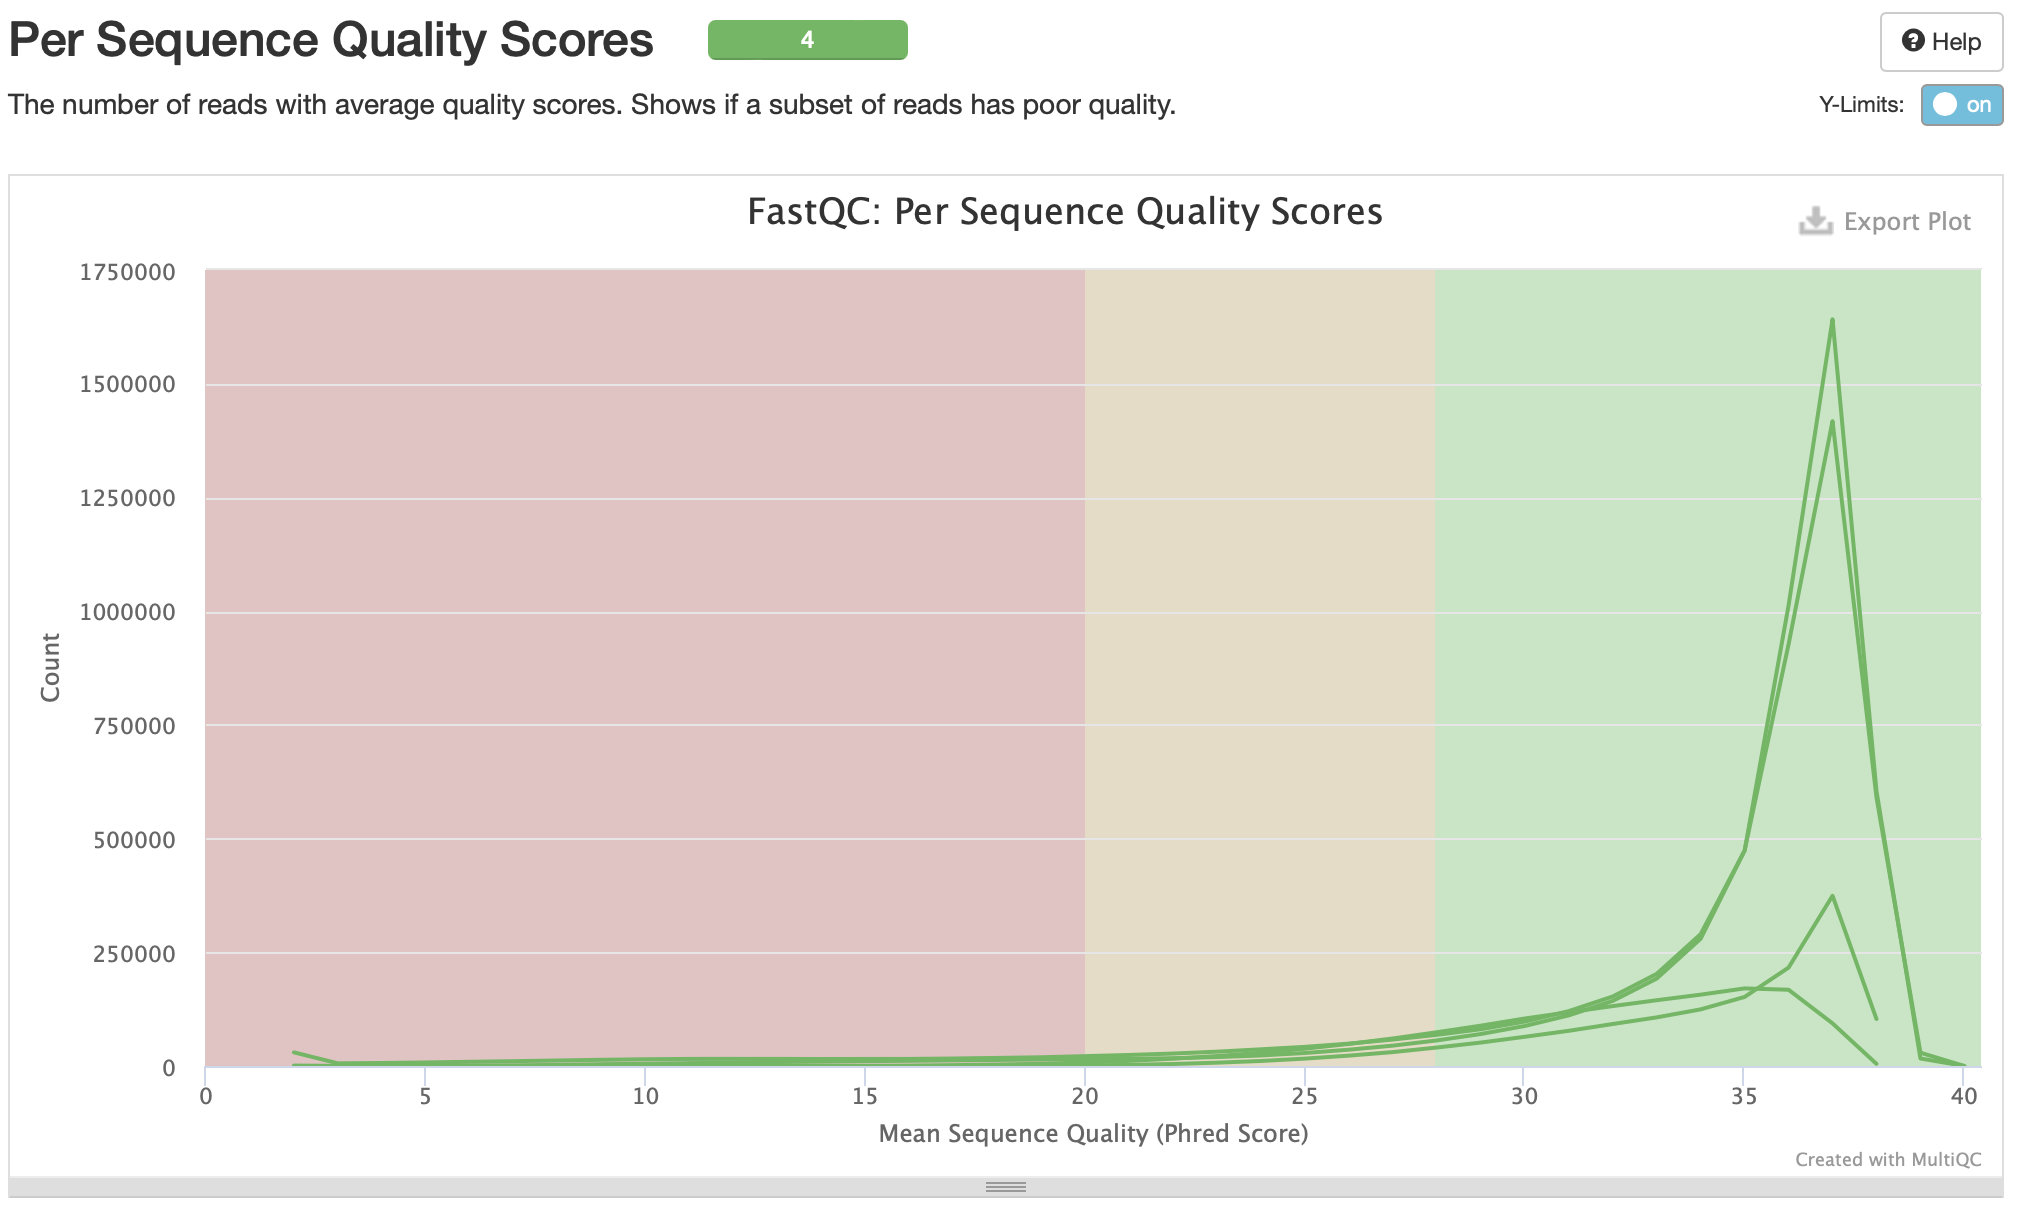 Per Sequence Quality Scores 4 Help
The number of reads with average quality scores. Shows if a subset of reads has poor quality. Y-Limits: on
FastQC: Per Sequence Quality Scores
Export Plot
1750000
1500000
1250000
1000000
750000
500000
250000
0
Count
0 5 10 15 20 25 30 35 40
Mean Sequence Quality (Phred Score)
Created with MultiQC